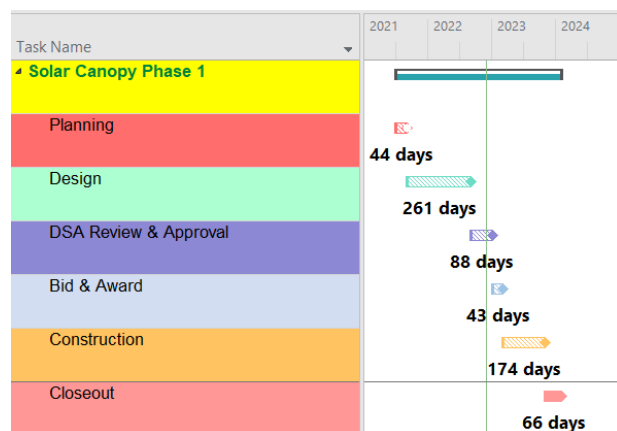 2021 2022 2023 2024
Task Name
Solar Canopy Phase 1
Planning
44 days
Design
261 days
DSA Review & Approval
88 days
Bid & Award
43 days
Construction
174 days
Closeout
66 days